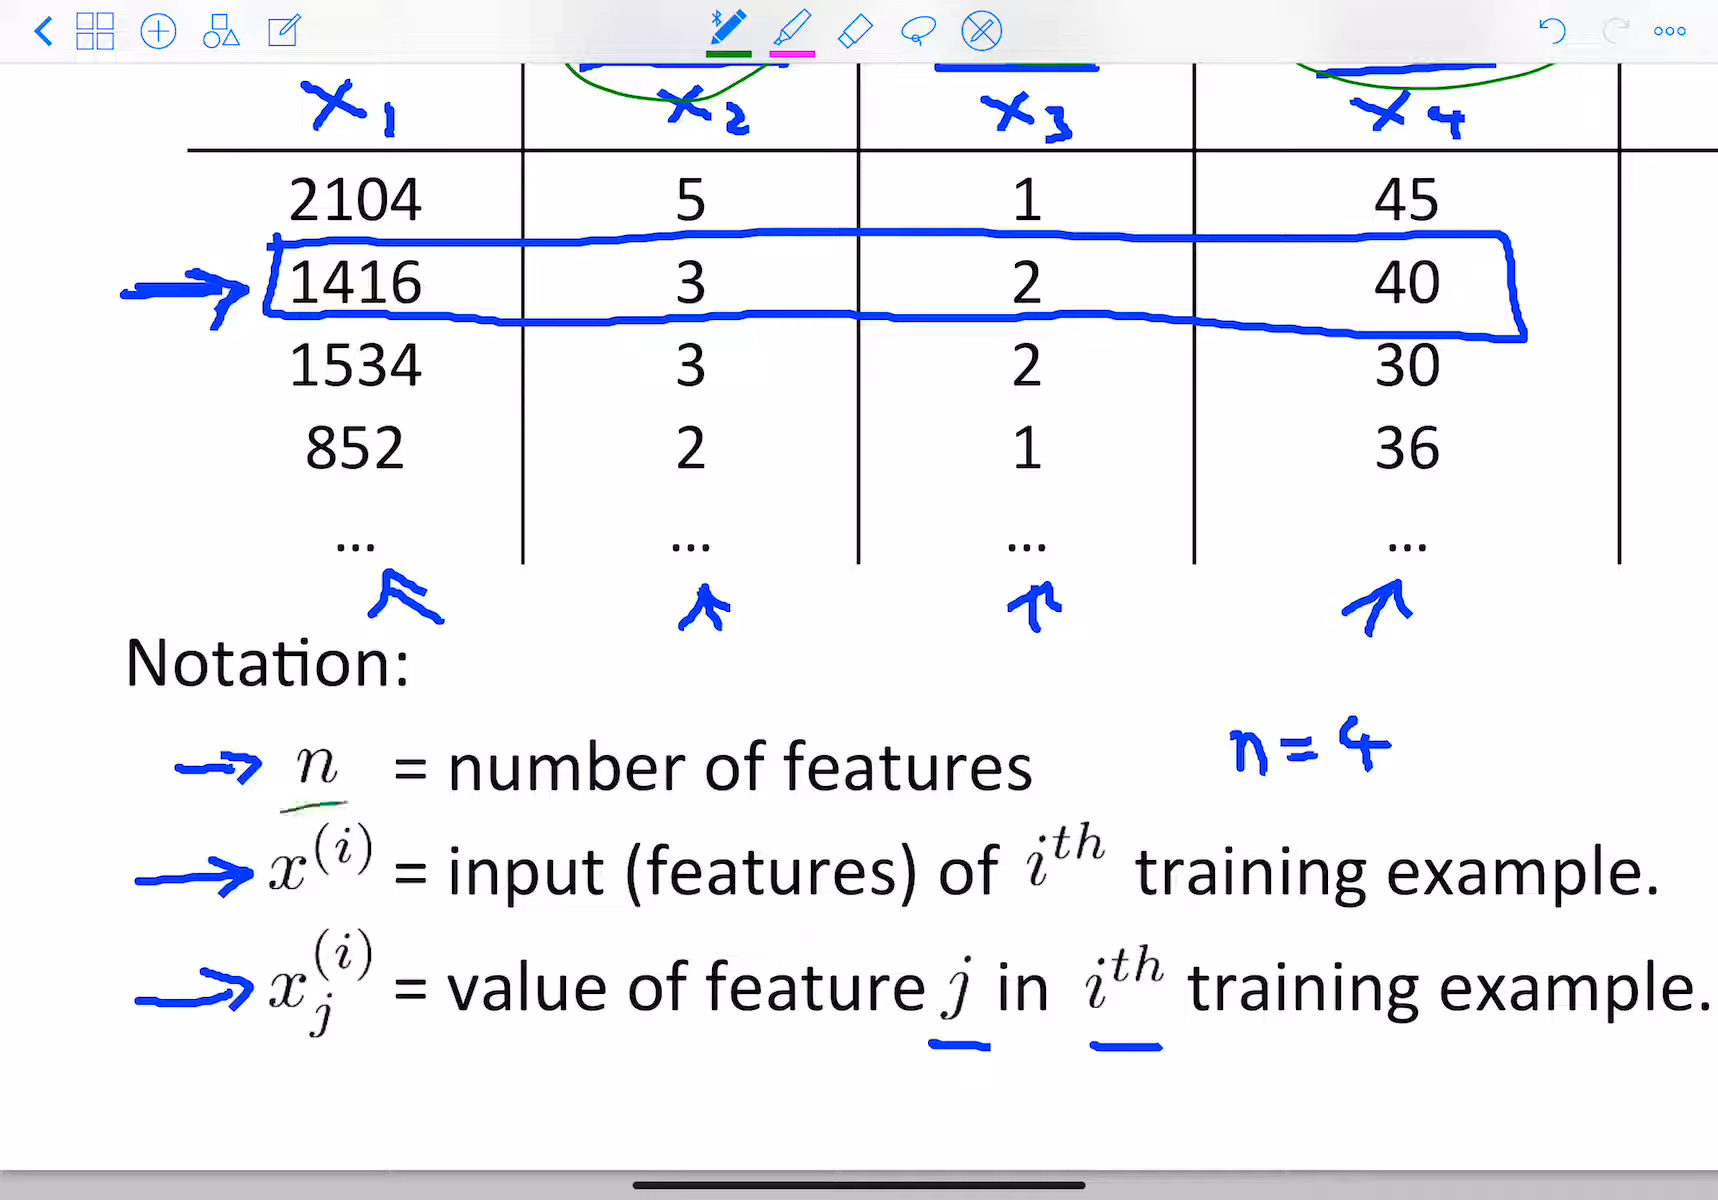 x₁ x₂ x₃ x₄
2104 5 1 45
1416 3 2 40
1534 3 2 30
852 2 1 36
... ... ... ...
Notation:
n = number of features n = 4
x^(i) = input (features) of i^th training example.
x_j^(i) = value of feature j in i^th training example.